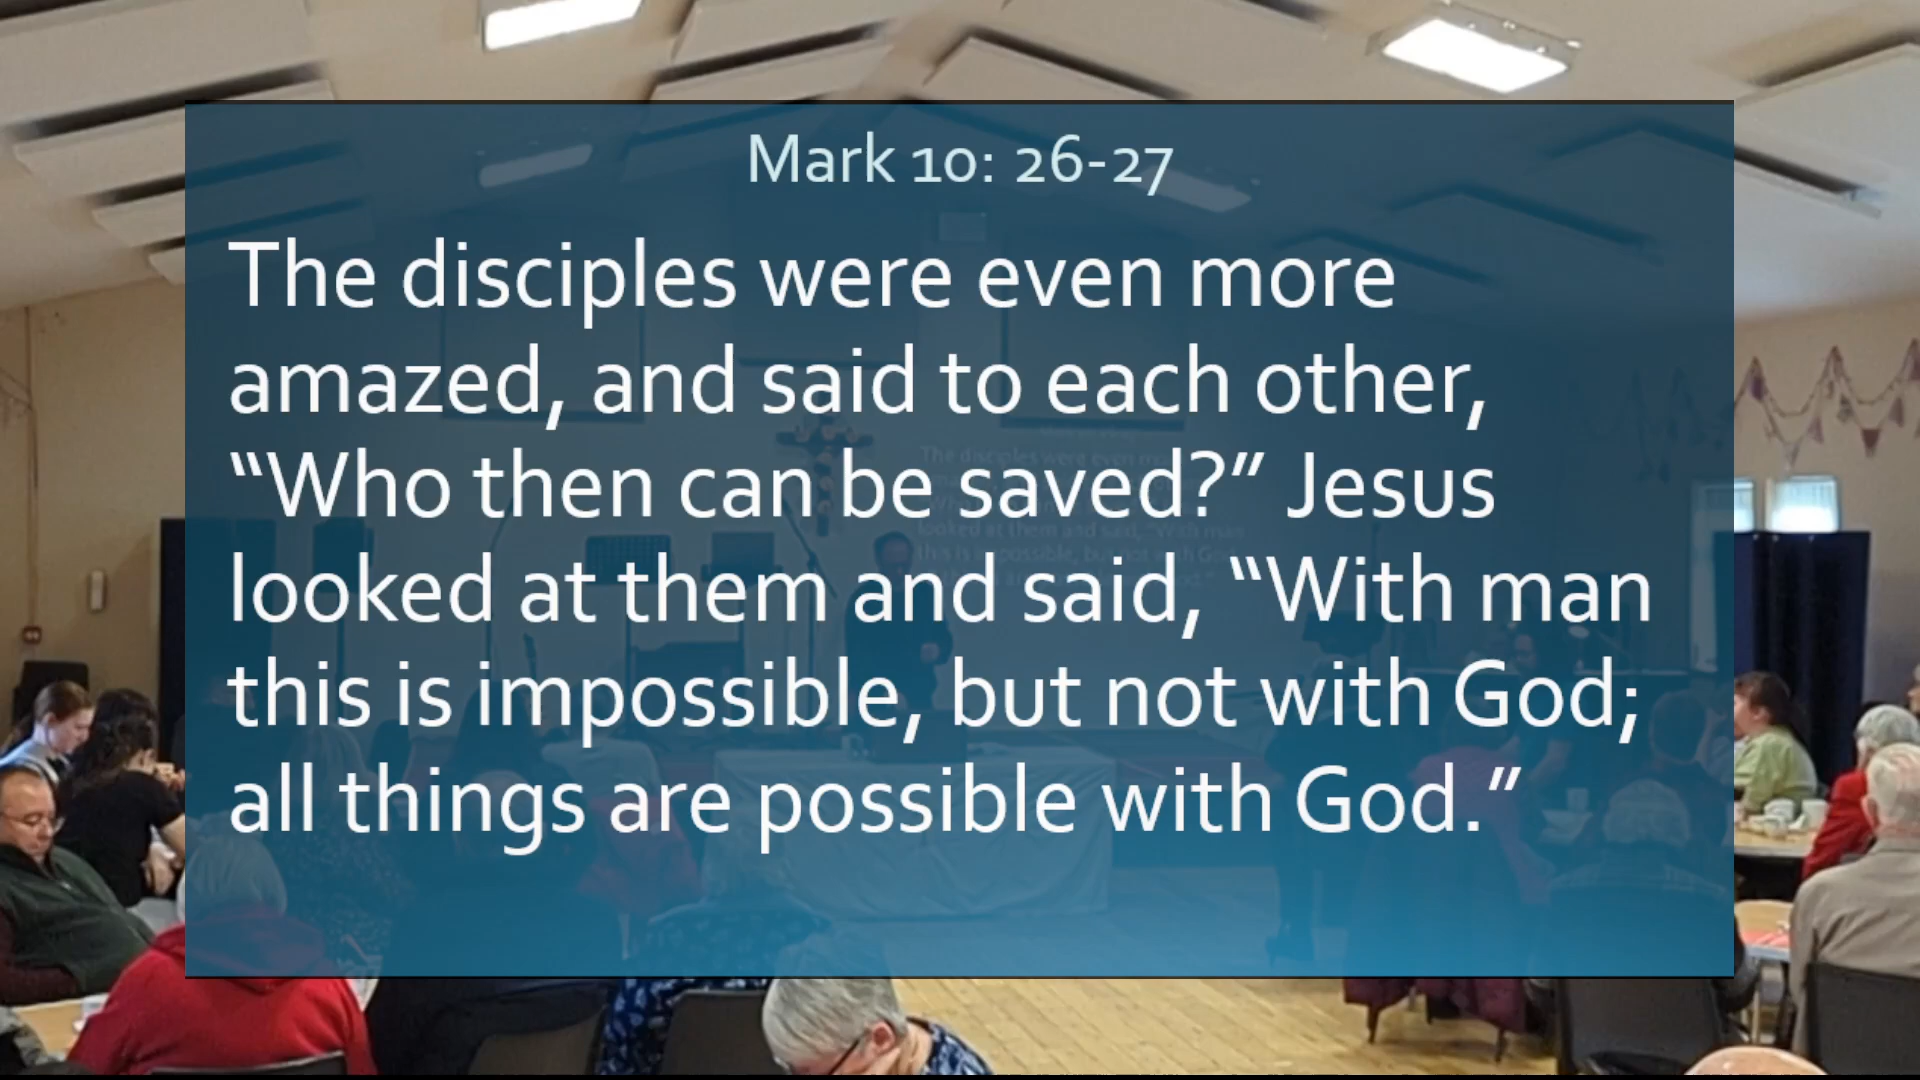 Mark 10: 26-27
The disciples were even more
amazed, and said to each other,
“Who then can be saved?” Jesus
looked at them and said, “With man
this is impossible, but not with God;
all things are possible with God.”